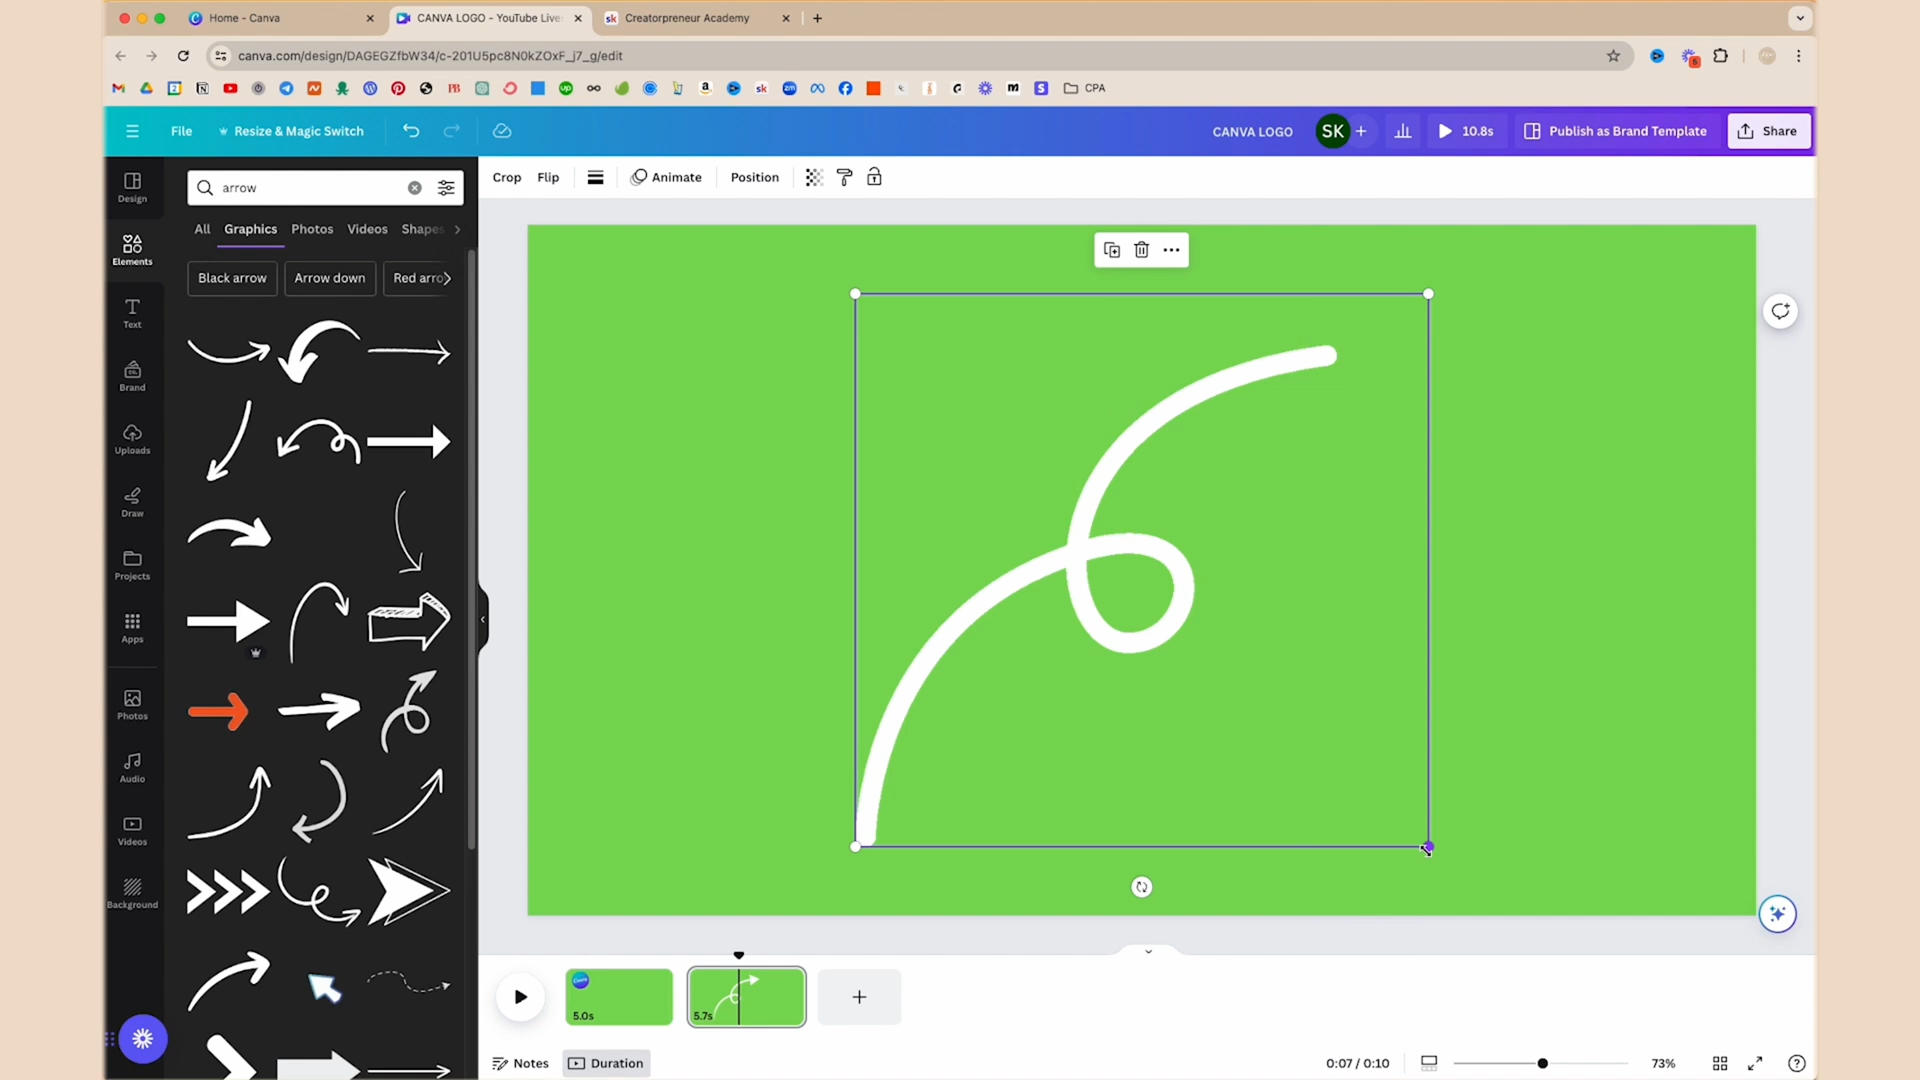 Home - Canva
CANVA LOGO - YouTube Live
Creatorpreneur Academy
canva.com/design/DAGEGZfbW34/c-201U5pc8N0kZOxF_j7_g/edit
CPA
File
Resize & Magic Switch
CANVA LOGO
SK
10.8s
Publish as Brand Template
Share
Crop
Flip
Animate
Position
arrow
All
Graphics
Photos
Videos
Shapes
Black arrow
Arrow down
Red arro
Design
Elements
Text
Brand
Uploads
Draw
Projects
Apps
Photos
Audio
Videos
Background
5.0s
5.7s
Notes
Duration
0:07 / 0:10
73%